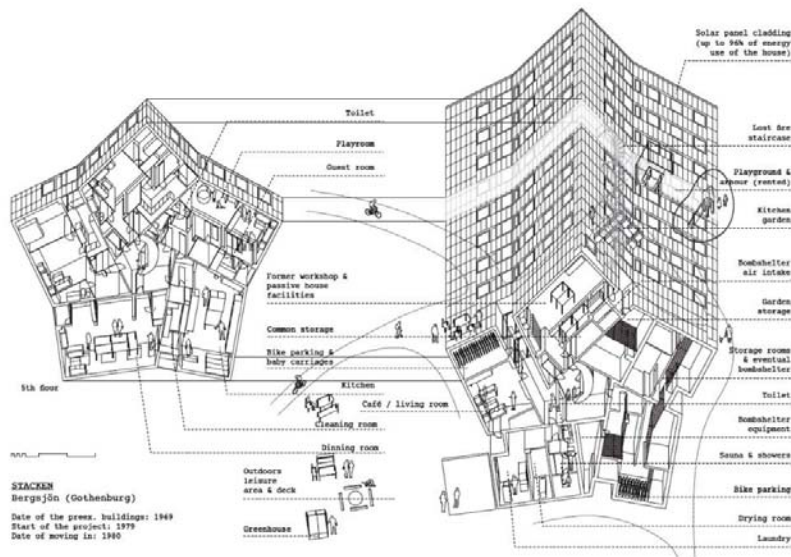 Solar panel cladding
(up to 96% of energy
use of the house)
Toilet
Playroom
Guest room
Lost fire
staircase
Playground &
arbour (rented)
Kitchen
garden
Former workshop &
passive house
facilities
Bombshelter
air intake
Garden
storage
Common storage
Bike parking &
baby carriages
Storage rooms
& eventual
bombshelter
5th floor
Kitchen
Café / living room
Toilet
Cleaning room
Bombshelter
equipment
Dinning room
Sauna & showers
Outdoors
leisure
area & deck
Bike parking
Greenhouse
Drying room
Laundry
STACKEN
Bergsjön (Gothenburg)
Date of the preex. buildings: 1969
Start of the project: 1979
Date of moving in: 1980